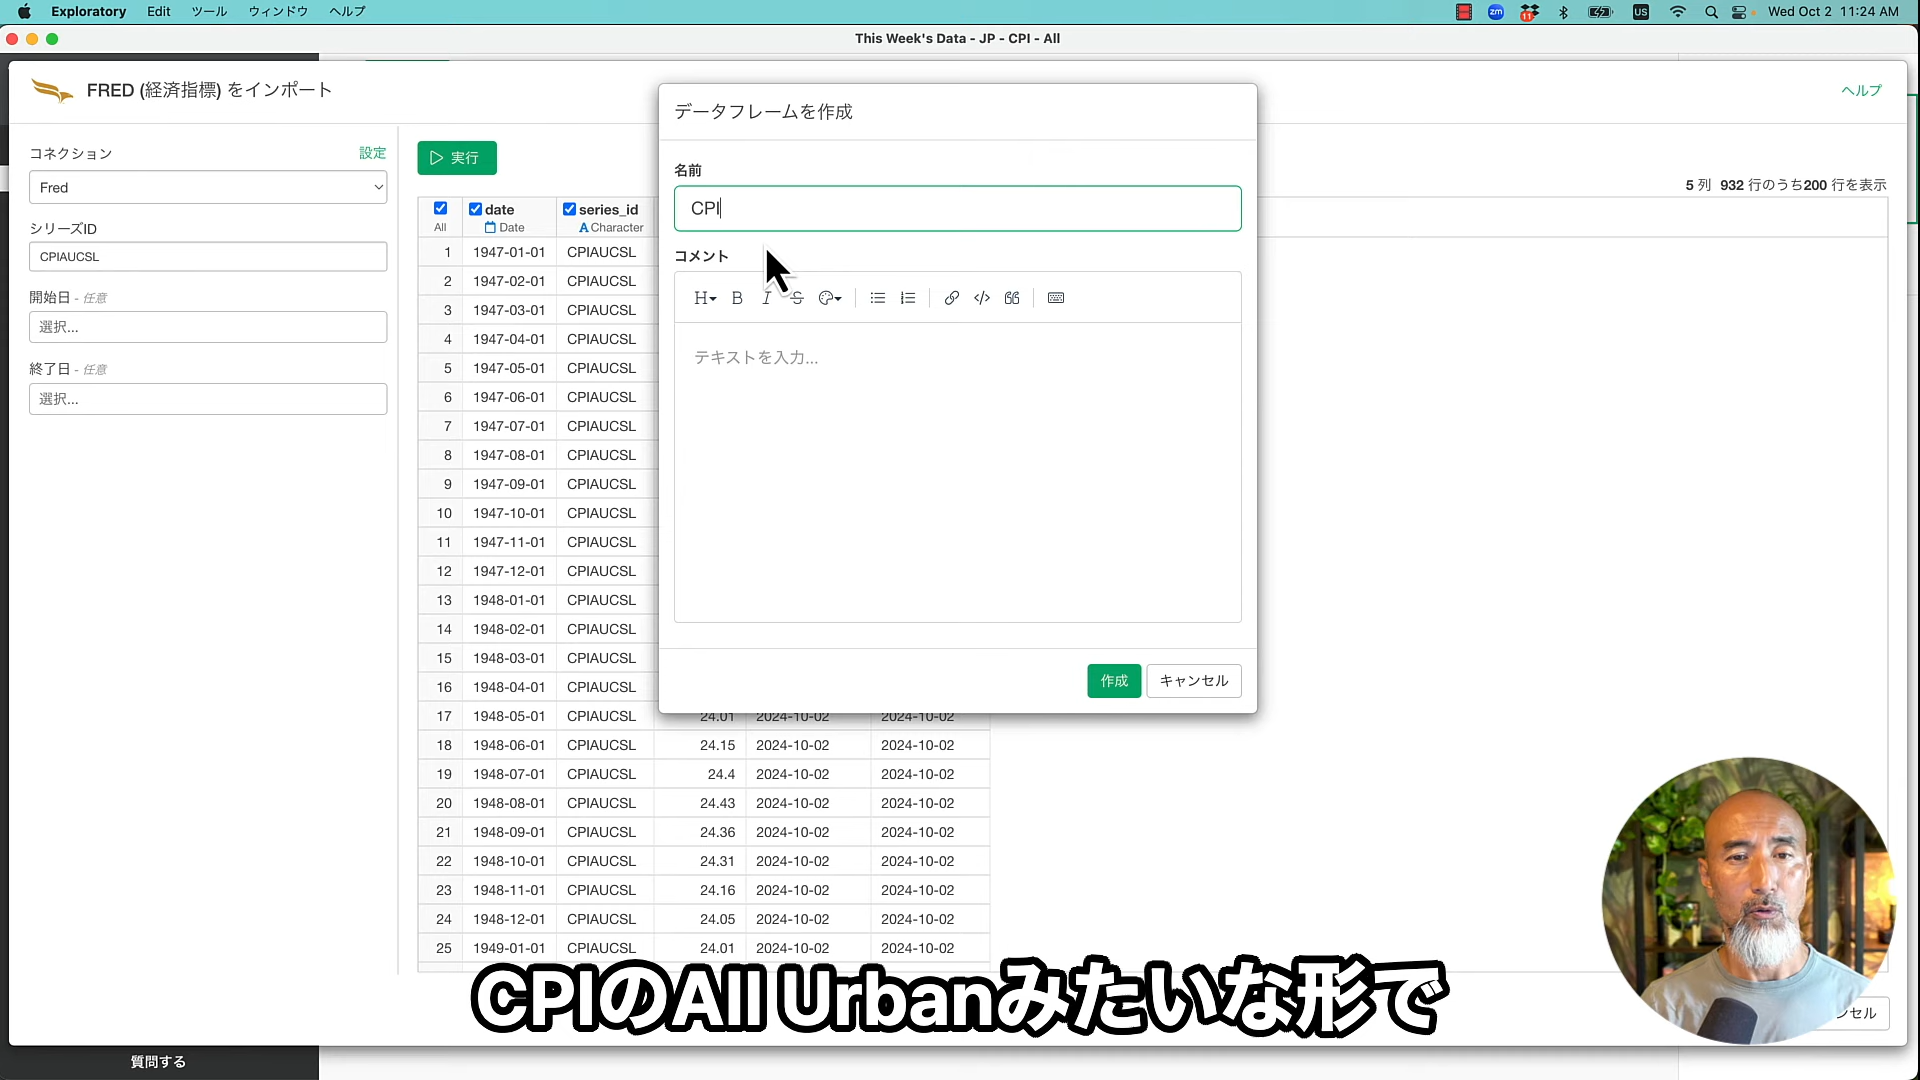 Exploratory Edit ツール ウィンドウ ヘルプ
zm 11 US Wed Oct 2 11:24 AM
This Week's Data - JP - CPI - All
FRED (経済指標) をインポート
ヘルプ
コネクション 設定
Fred
シリーズID
CPIAUCSL
開始日 - 任意
選択...
終了日 - 任意
選択...
実行
5 列 932 行のうち200 行を表示
All date series_id
Date Character
1 1947-01-01 CPIAUCSL
2 1947-02-01 CPIAUCSL
3 1947-03-01 CPIAUCSL
4 1947-04-01 CPIAUCSL
5 1947-05-01 CPIAUCSL
6 1947-06-01 CPIAUCSL
7 1947-07-01 CPIAUCSL
8 1947-08-01 CPIAUCSL
9 1947-09-01 CPIAUCSL
10 1947-10-01 CPIAUCSL
11 1947-11-01 CPIAUCSL
12 1947-12-01 CPIAUCSL
13 1948-01-01 CPIAUCSL
14 1948-02-01 CPIAUCSL
15 1948-03-01 CPIAUCSL
16 1948-04-01 CPIAUCSL
17 1948-05-01 CPIAUCSL 24.01 2024-10-02 2024-10-02
18 1948-06-01 CPIAUCSL 24.15 2024-10-02 2024-10-02
19 1948-07-01 CPIAUCSL 24.4 2024-10-02 2024-10-02
20 1948-08-01 CPIAUCSL 24.43 2024-10-02 2024-10-02
21 1948-09-01 CPIAUCSL 24.36 2024-10-02 2024-10-02
22 1948-10-01 CPIAUCSL 24.31 2024-10-02 2024-10-02
23 1948-11-01 CPIAUCSL 24.16 2024-10-02 2024-10-02
24 1948-12-01 CPIAUCSL 24.05 2024-10-02 2024-10-02
25 1949-01-01 CPIAUCSL 24.01 2024-10-02 2024-10-02
データフレームを作成
名前
CPI
コメント
H B I S
テキストを入力...
作成 キャンセル
CPIのAll Urbanみたいな形で
ンセル
質問する